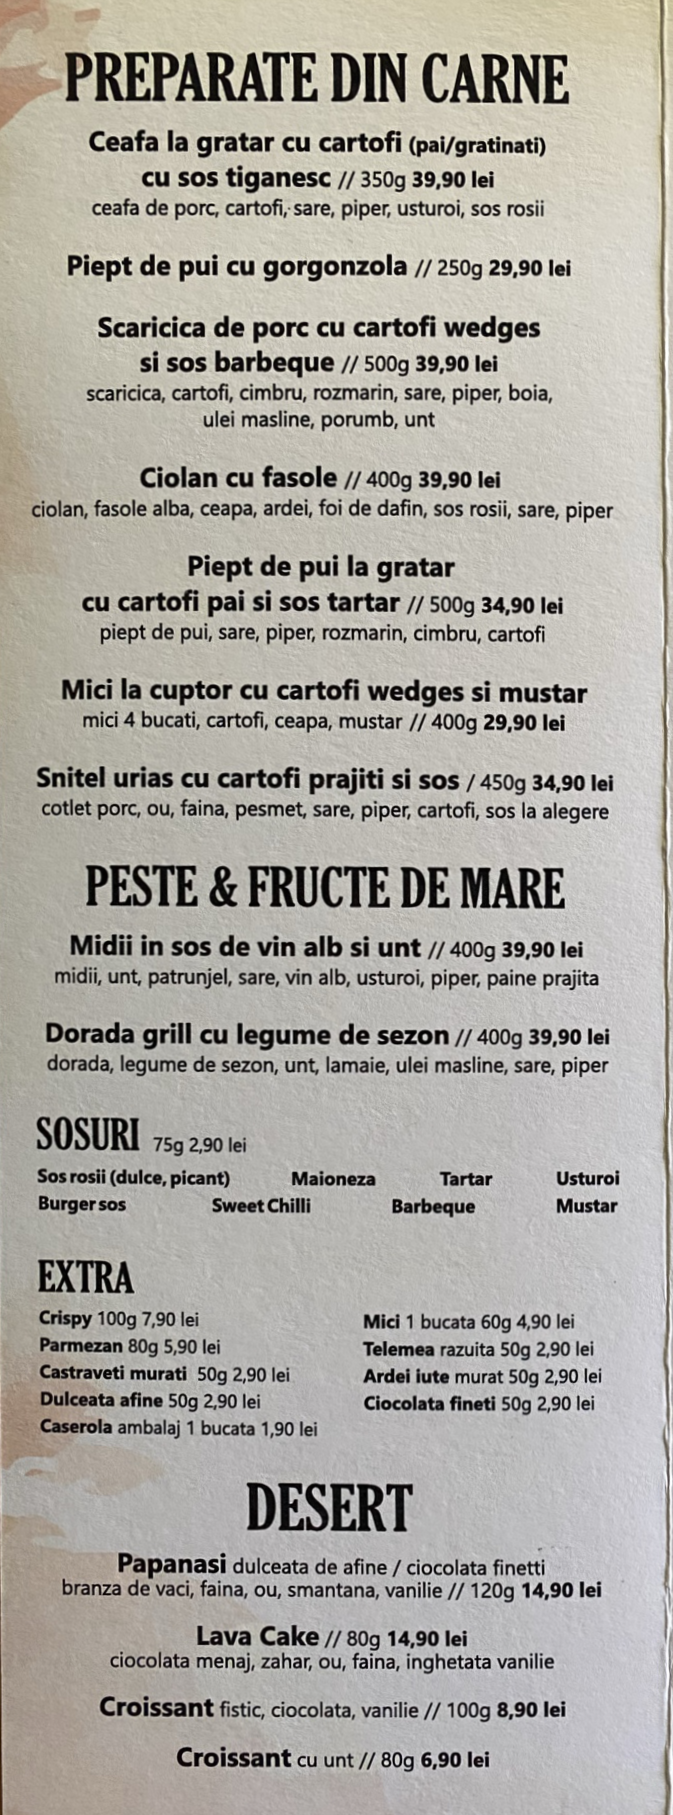 PREPARATE DIN CARNE
Ceafa la gratar cu cartofi (pai/gratinati)
cu sos tiganesc // 350g 39,90 lei
ceafa de porc, cartofi, sare, piper, usturoi, sos rosii
Piept de pui cu gorgonzola // 250g 29,90 lei
Scaricica de porc cu cartofi wedges
si sos barbeque // 500g 39,90 lei
scaricica, cartofi, cimbru, rozmarin, sare, piper, boia,
ulei masline, porumb, unt
Ciolan cu fasole // 400g 39,90 lei
ciolan, fasole alba, ceapa, ardei, foi de dafin, sos rosii, sare, piper
Piept de pui la gratar
cu cartofi pai si sos tartar // 500g 34,90 lei
piept de pui, sare, piper, rozmarin, cimbru, cartofi
Mici la cuptor cu cartofi wedges si mustar
mici 4 bucati, cartofi, ceapa, mustar // 400g 29,90 lei
Snitel urias cu cartofi prajiti si sos / 450g 34,90 lei
cotlet porc, ou, faina, pesmet, sare, piper, cartofi, sos la alegere
PESTE & FRUCTE DE MARE
Midii in sos de vin alb si unt // 400g 39,90 lei
midii, unt, patrunjel, sare, vin alb, usturoi, piper, paine prajita
Dorada grill cu legume de sezon // 400g 39,90 lei
dorada, legume de sezon, unt, lamaie, ulei masline, sare, piper
SOSURI 75g 2,90 lei
Sos rosii (dulce, picant) Maioneza Tartar Usturoi
Burger sos Sweet Chilli Barbeque Mustar
EXTRA
Crispy 100g 7,90 lei
Parmezan 80g 5,90 lei
Castraveti murati 50g 2,90 lei
Dulceata afine 50g 2,90 lei
Caserola ambalaj 1 bucata 1,90 lei
Mici 1 bucata 60g 4,90 lei
Telemea razuita 50g 2,90 lei
Ardei iute murat 50g 2,90 lei
Ciocolata fineti 50g 2,90 lei
DESERT
Papanasi dulceata de afine / ciocolata finetti
branza de vaci, faina, ou, smantana, vanilie // 120g 14,90 lei
Lava Cake // 80g 14,90 lei
ciocolata menaj, zahar, ou, faina, inghetata vanilie
Croissant fistic, ciocolata, vanilie // 100g 8,90 lei
Croissant cu unt // 80g 6,90 lei